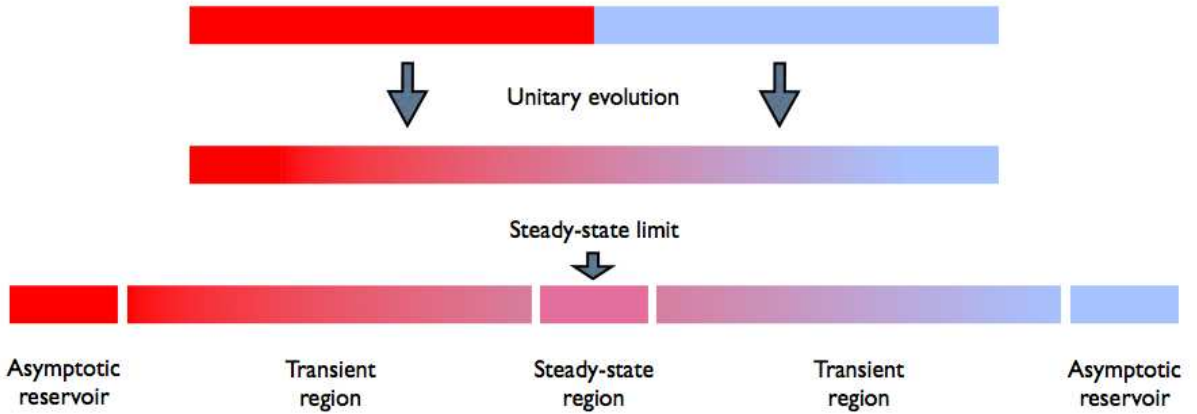 Unitary evolution
Steady-state limit
Asymptotic
reservoir
Transient
region
Steady-state
region
Transient
region
Asymptotic
reservoir